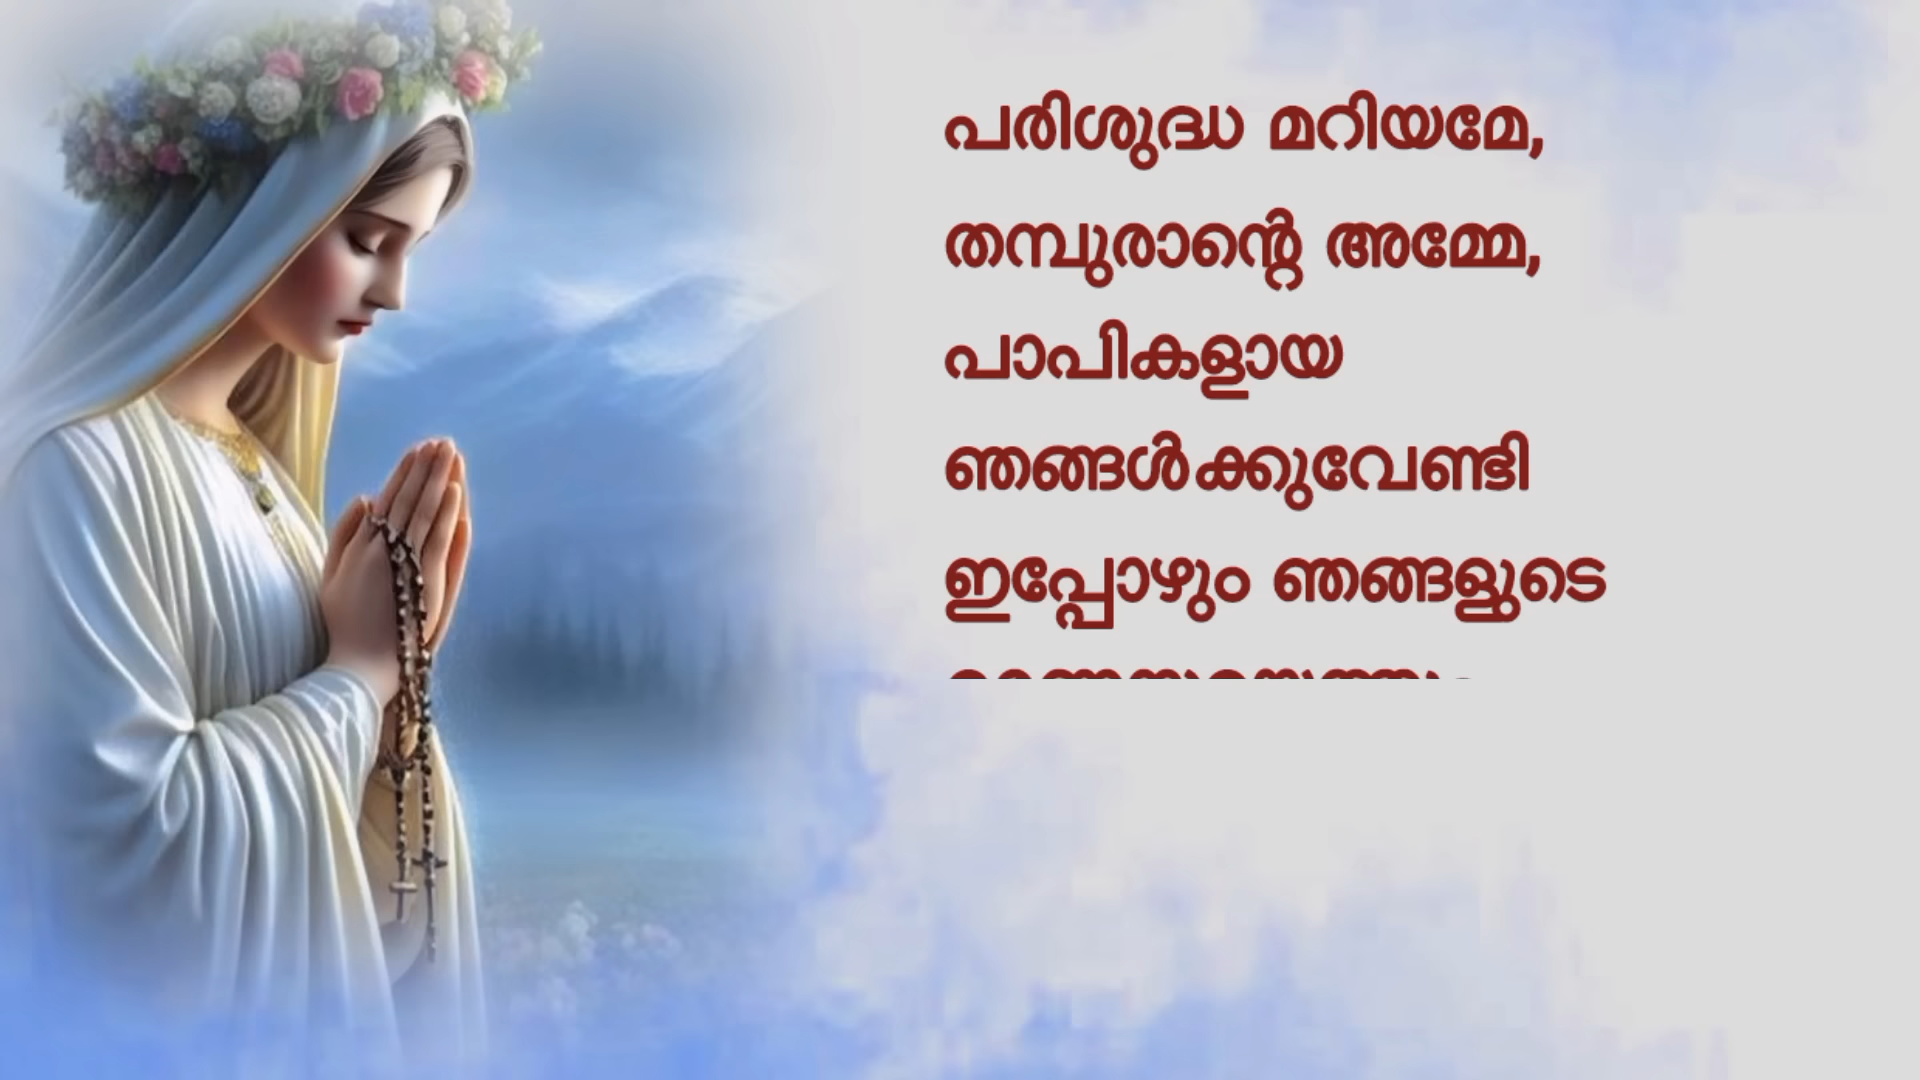 പരിശുദ്ധ മറിയമേ,
തമ്പുരാന്റെ അമ്മേ,
പാപികളായ
ഞങ്ങൾക്കുവേണ്ടി
ഇപ്പോഴും ഞങ്ങളുടെ